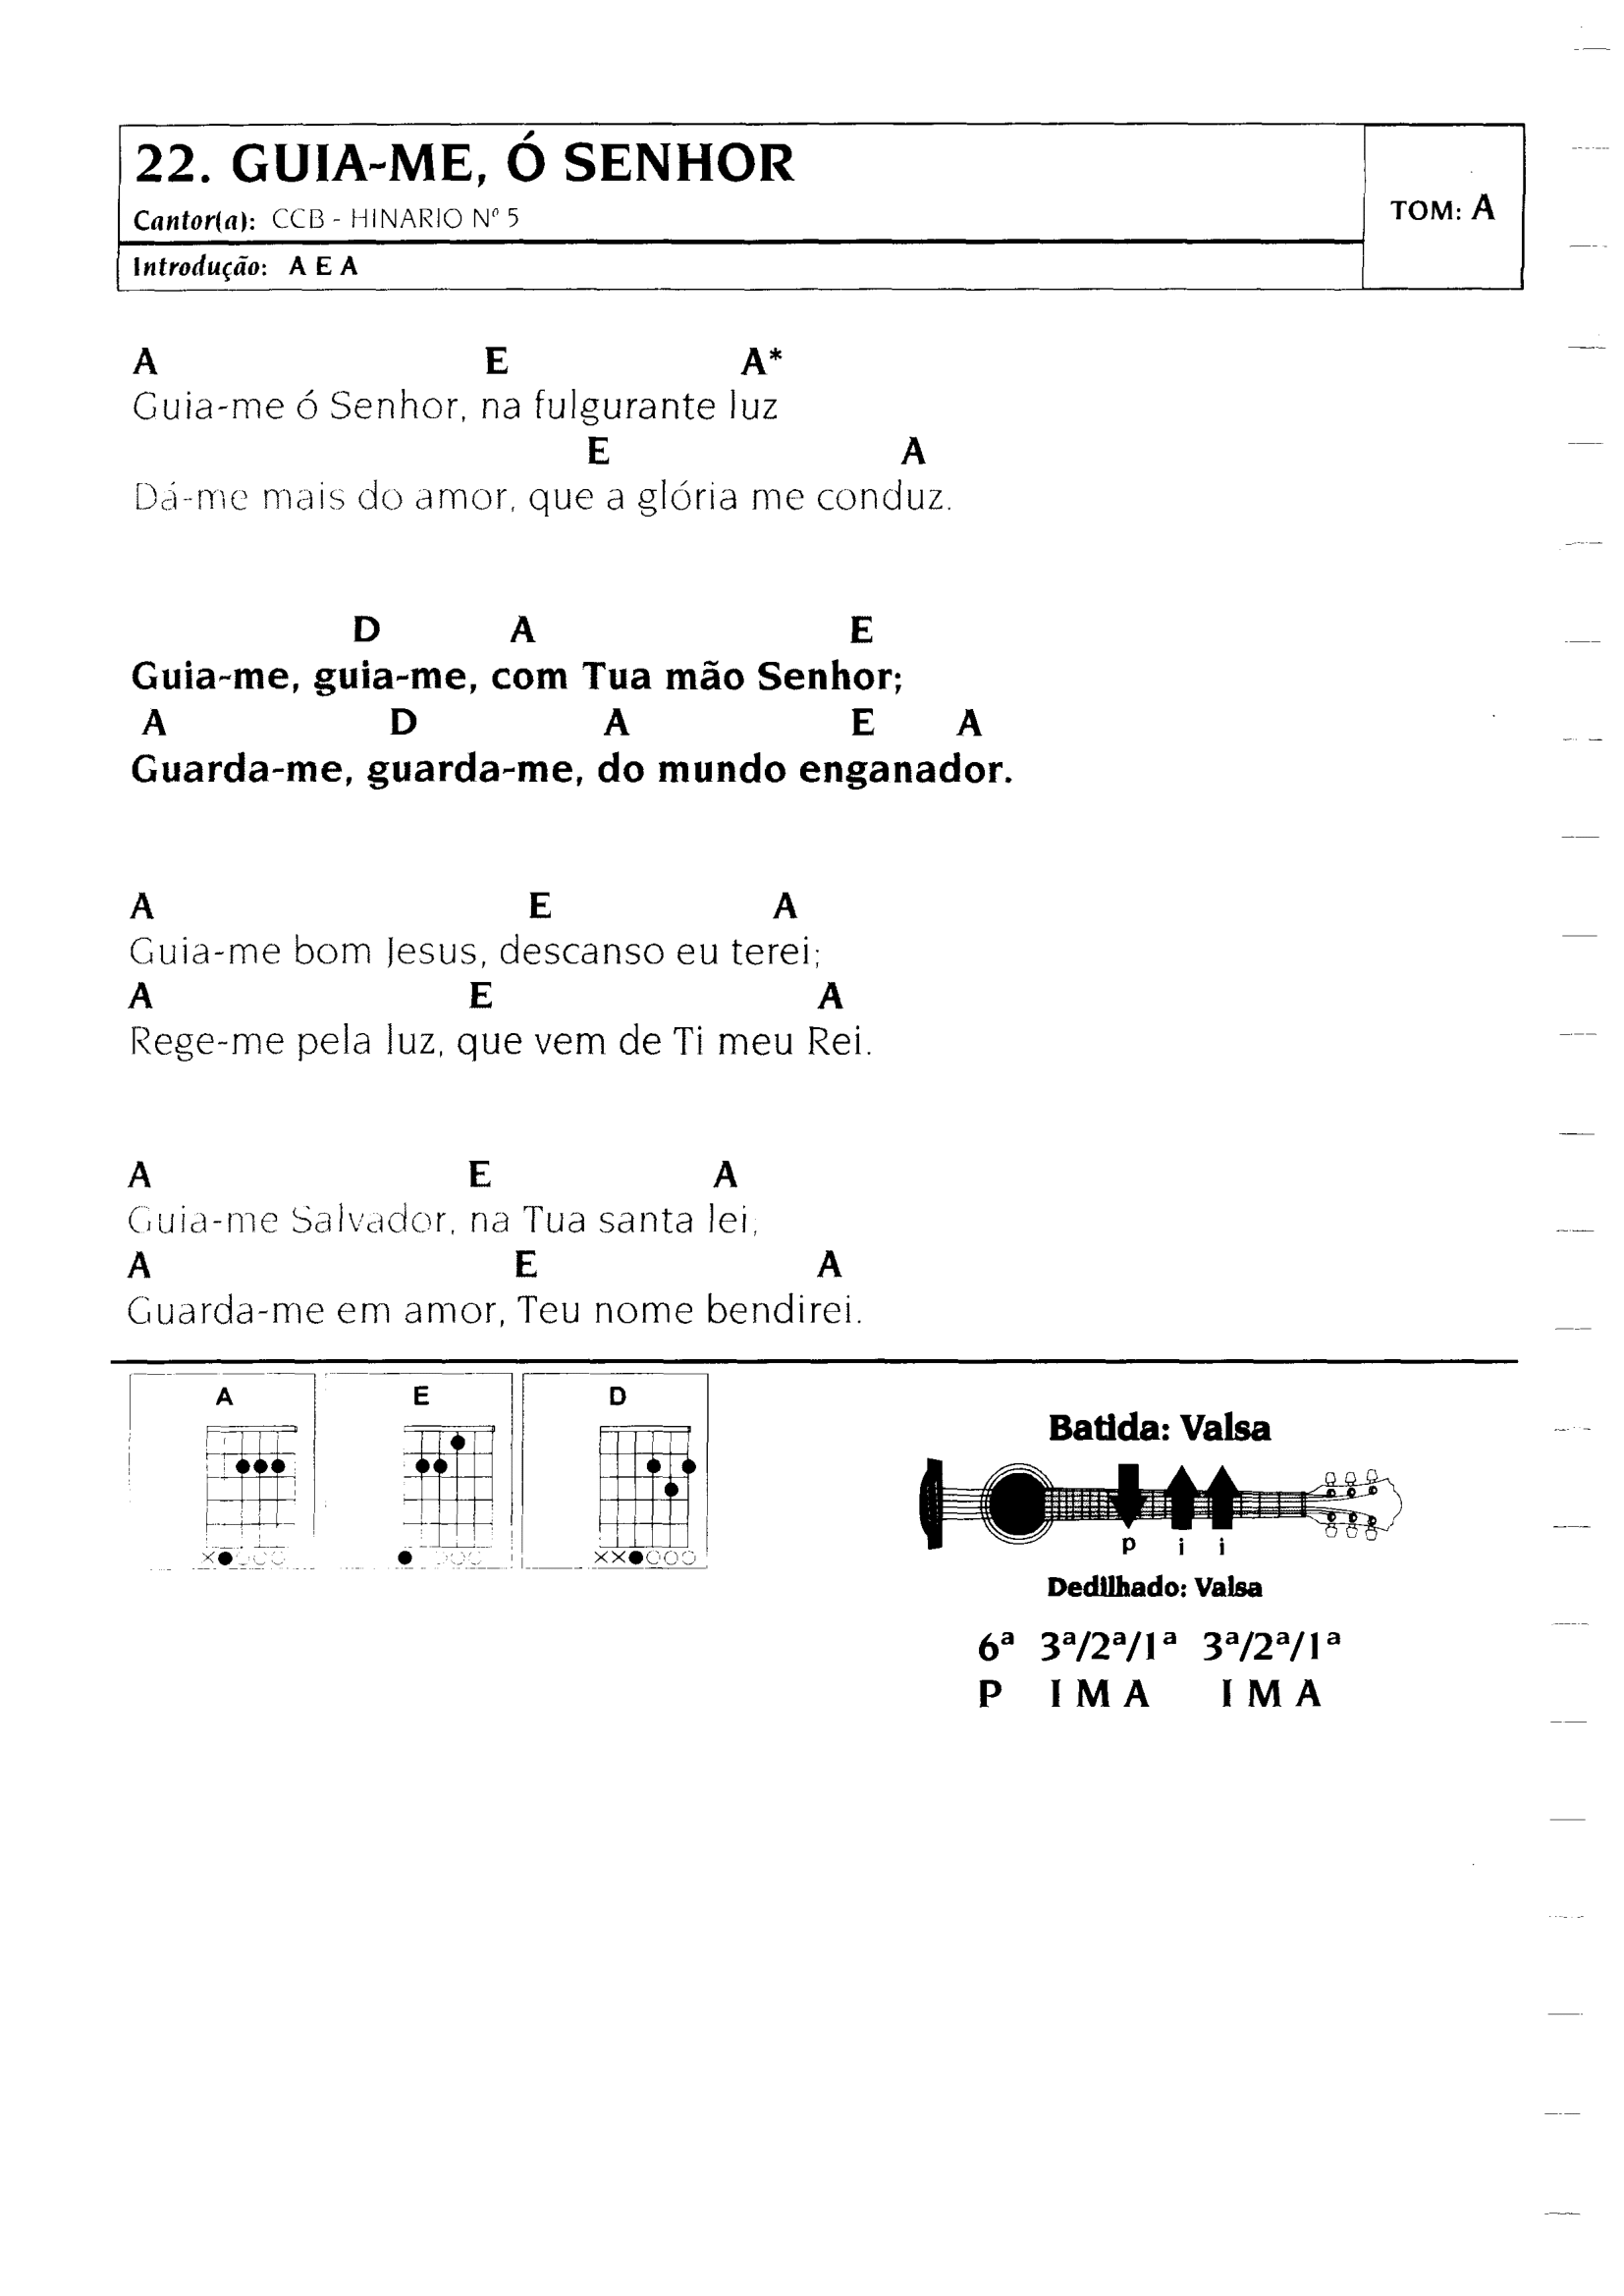 22. GUIA-ME, Ó SENHOR
Cantor(a): CCB - HINARIO Nº 5
TOM: A
Introdução: A E A
A E A*
Guia-me ó Senhor, na fulgurante luz
E A
Dá-me mais do amor, que a glória me conduz.
D A E
Guia-me, guia-me, com Tua mão Senhor;
A D A E A
Guarda-me, guarda-me, do mundo enganador.
A E A
Guia-me bom Jesus, descanso eu terei;
A E A
Rege-me pela luz, que vem de Ti meu Rei.
A E A
Guia-me Salvador, na Tua santa lei,
A E A
Guarda-me em amor, Teu nome bendirei.
A E D
Batida: Valsa
p i i
Dedilhado: Valsa
6ª 3ª/2ª/1ª 3ª/2ª/1ª
P I M A I M A